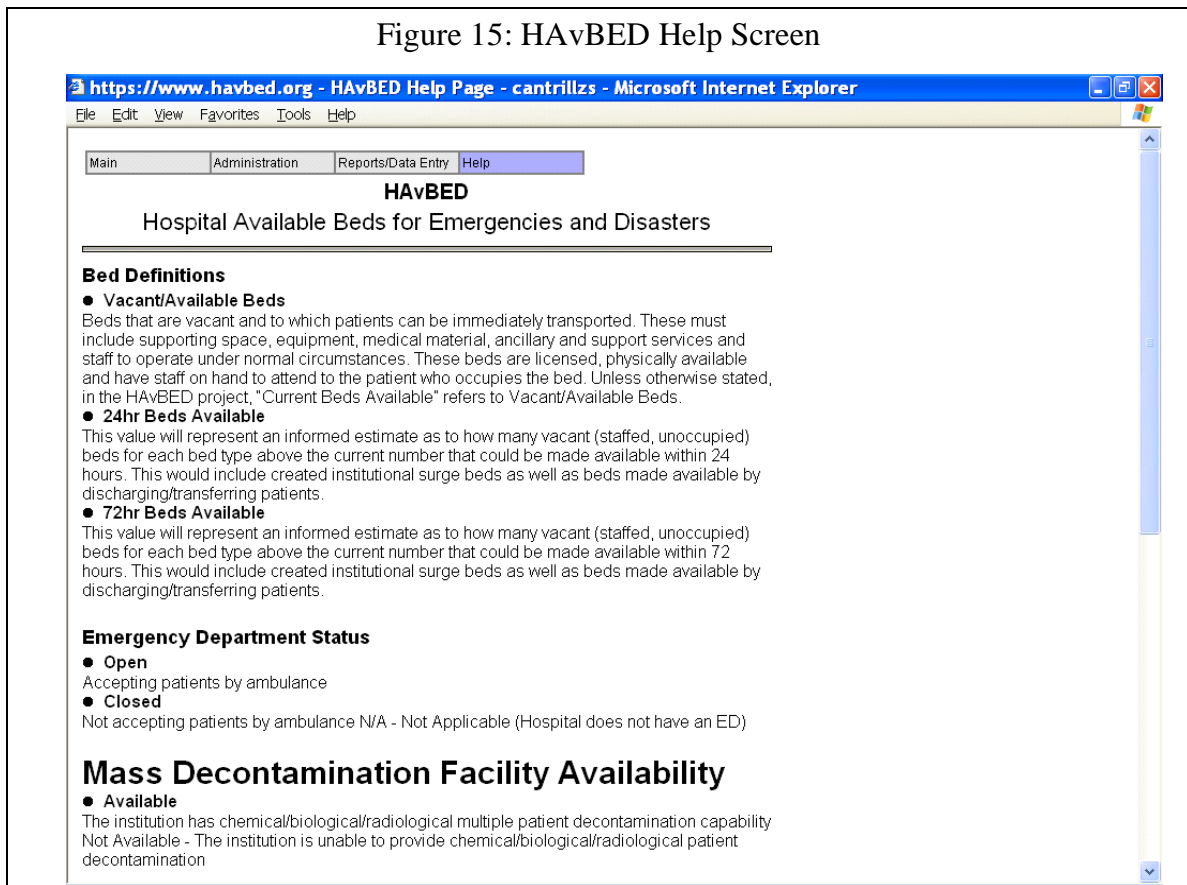 Figure 15: HAvBED Help Screen
https://www.havbed.org - HAvBED Help Page - cantrillzs - Microsoft Internet Explorer
File Edit View Favorites Tools Help
Main Administration Reports/Data Entry Help
HAvBED
Hospital Available Beds for Emergencies and Disasters
Bed Definitions
● Vacant/Available Beds
Beds that are vacant and to which patients can be immediately transported. These must
include supporting space, equipment, medical material, ancillary and support services and
staff to operate under normal circumstances. These beds are licensed, physically available
and have staff on hand to attend to the patient who occupies the bed. Unless otherwise stated,
in the HAvBED project, "Current Beds Available" refers to Vacant/Available Beds.
● 24hr Beds Available
This value will represent an informed estimate as to how many vacant (staffed, unoccupied)
beds for each bed type above the current number that could be made available within 24
hours. This would include created institutional surge beds as well as beds made available by
discharging/transferring patients.
● 72hr Beds Available
This value will represent an informed estimate as to how many vacant (staffed, unoccupied)
beds for each bed type above the current number that could be made available within 72
hours. This would include created institutional surge beds as well as beds made available by
discharging/transferring patients.
Emergency Department Status
● Open
Accepting patients by ambulance
● Closed
Not accepting patients by ambulance N/A - Not Applicable (Hospital does not have an ED)
Mass Decontamination Facility Availability
● Available
The institution has chemical/biological/radiological multiple patient decontamination capability
Not Available - The institution is unable to provide chemical/biological/radiological patient
decontamination